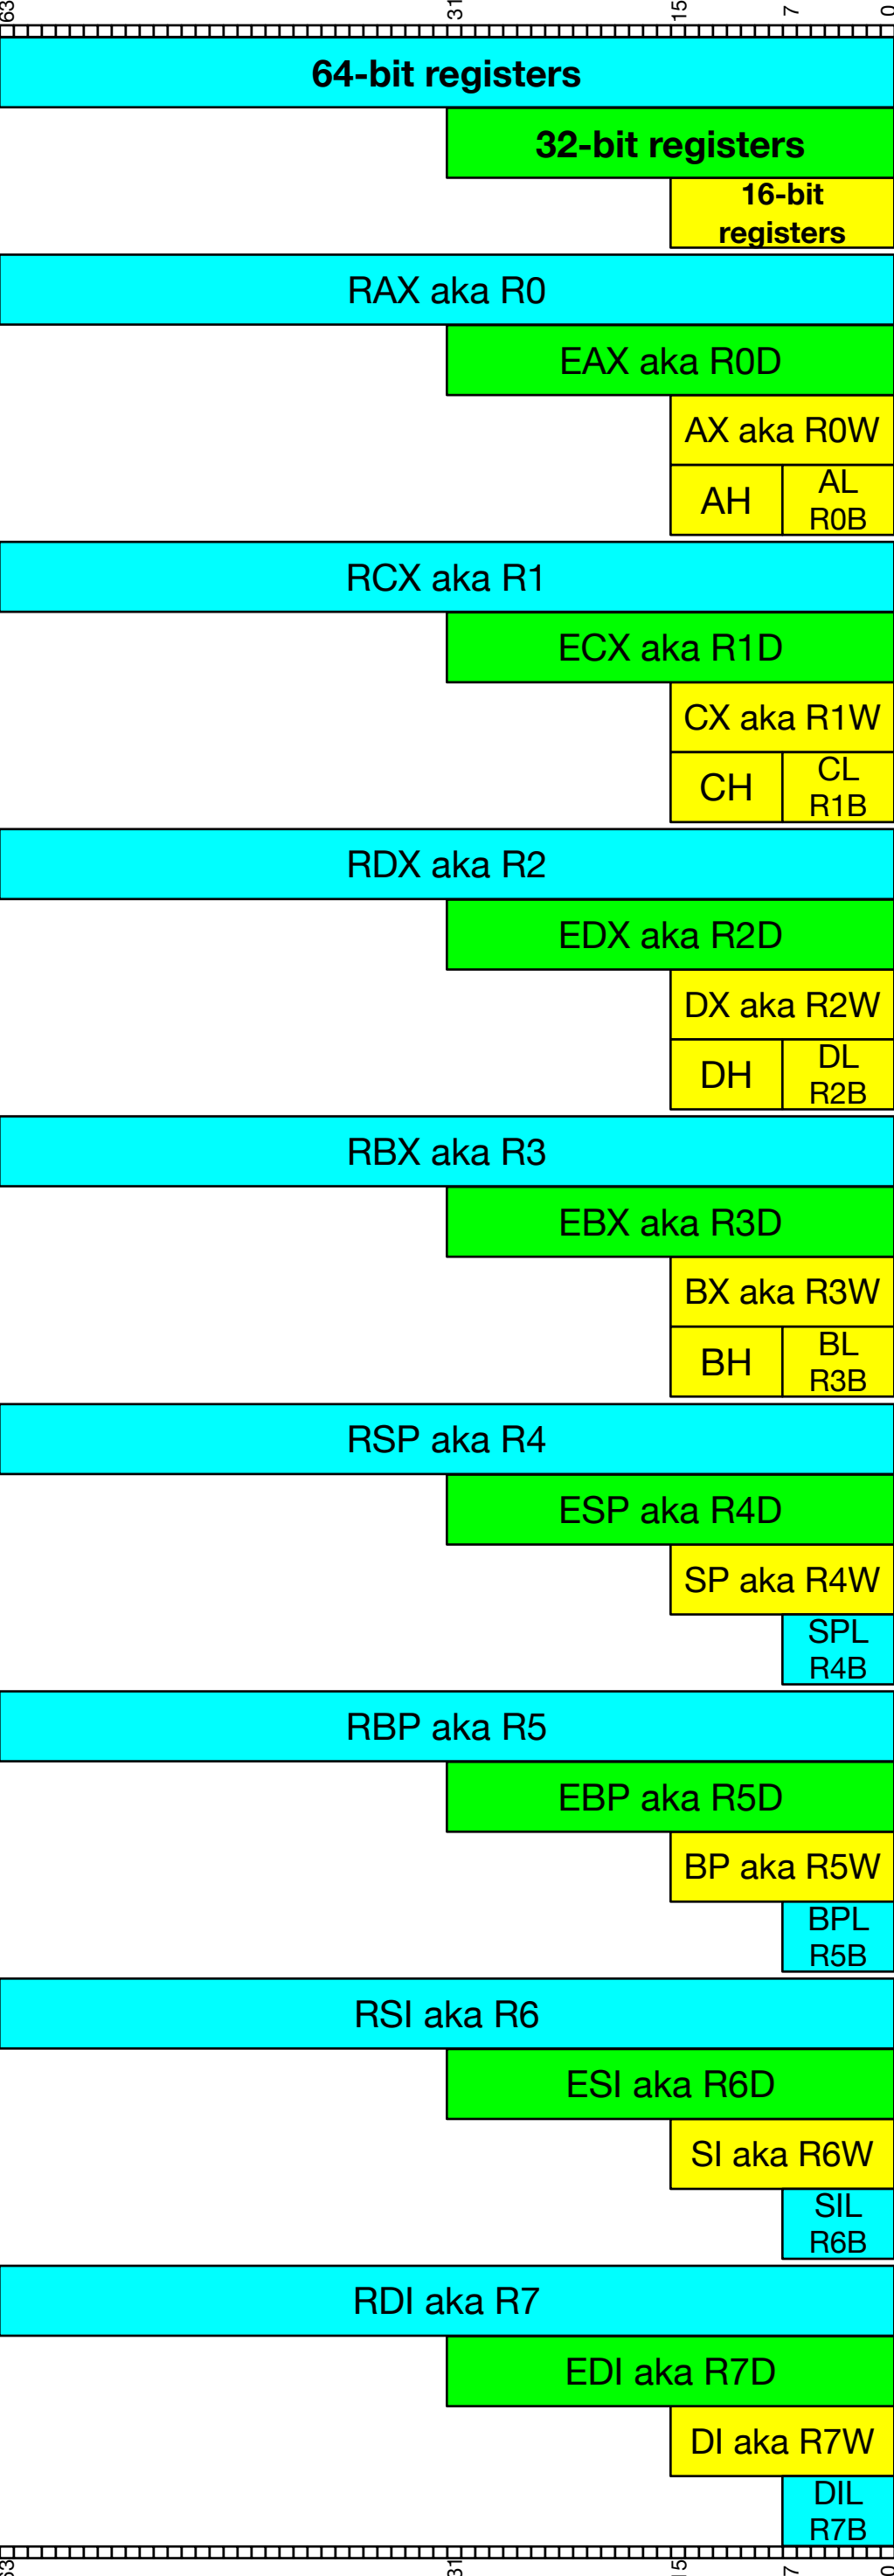 63 31 15 7 0
64-bit registers
32-bit registers
16-bit
registers
RAX aka R0
EAX aka R0D
AX aka R0W
AH
AL
R0B
RCX aka R1
ECX aka R1D
CX aka R1W
CH
CL
R1B
RDX aka R2
EDX aka R2D
DX aka R2W
DH
DL
R2B
RBX aka R3
EBX aka R3D
BX aka R3W
BH
BL
R3B
RSP aka R4
ESP aka R4D
SP aka R4W
SPL
R4B
RBP aka R5
EBP aka R5D
BP aka R5W
BPL
R5B
RSI aka R6
ESI aka R6D
SI aka R6W
SIL
R6B
RDI aka R7
EDI aka R7D
DI aka R7W
DIL
R7B
63 31 15 7 0